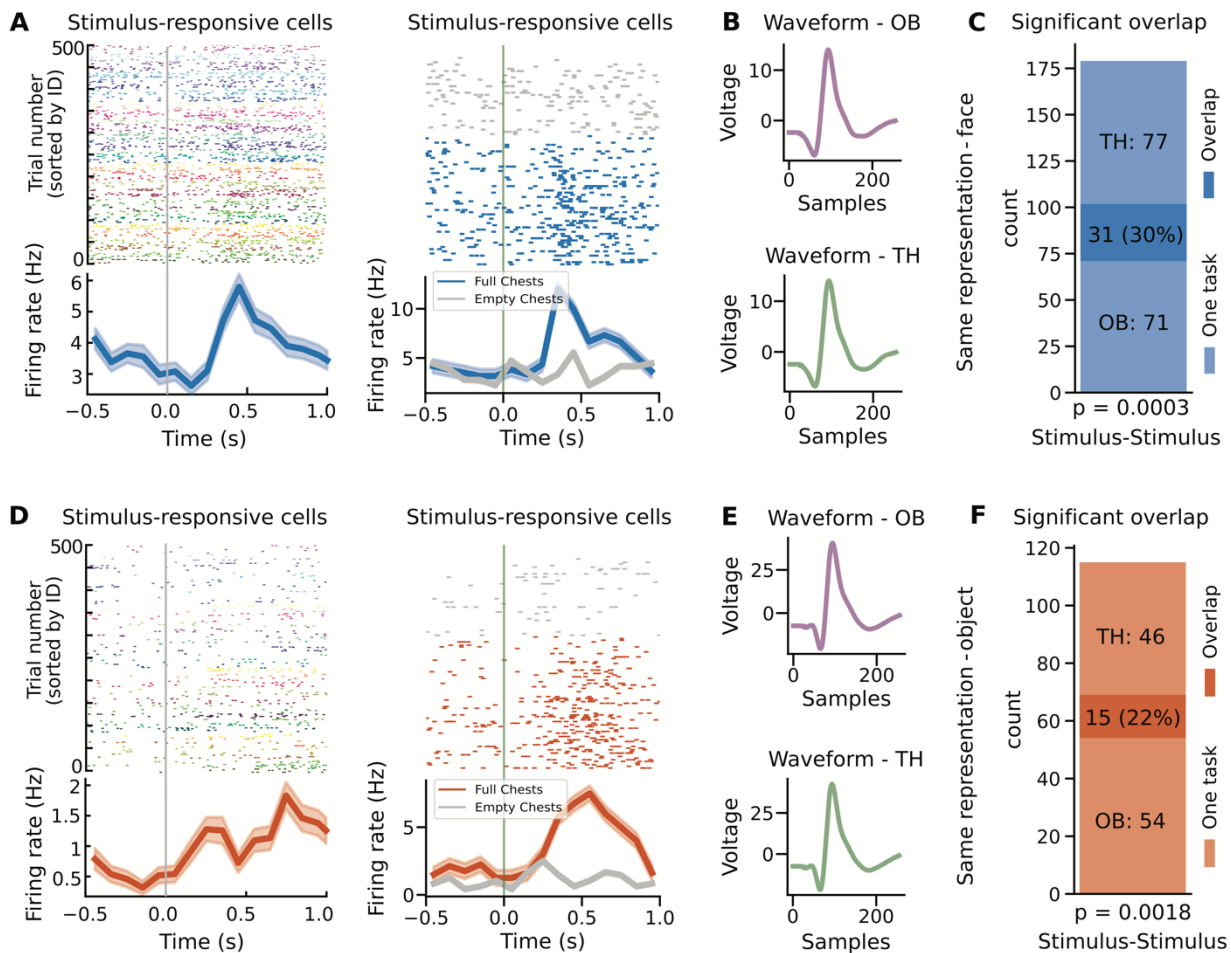 A
Stimulus-responsive cells
Trial number
(sorted by ID)
500
0
Firing rate (Hz)
6
5
4
3
−0.5
0.0
0.5
1.0
Time (s)
Stimulus-responsive cells
Full Chests
Empty Chests
Firing rate (Hz)
10
5
−0.5
0.0
0.5
1.0
Time (s)
B
Waveform - OB
Voltage
10
0
0
200
Samples
Waveform - TH
Voltage
10
0
0
200
Samples
C
Significant overlap
Same representation - face
count
175
150
125
100
75
50
25
0
TH: 77
31 (30%)
OB: 71
p = 0.0003
Stimulus-Stimulus
One task
Overlap
D
Stimulus-responsive cells
Trial number
(sorted by ID)
500
0
Firing rate (Hz)
2
1.5
1
0.5
−0.5
0.0
0.5
1.0
Time (s)
Stimulus-responsive cells
Full Chests
Empty Chests
Firing rate (Hz)
5
0
−0.5
0.0
0.5
1.0
Time (s)
E
Waveform - OB
Voltage
25
0
0
200
Samples
Waveform - TH
Voltage
25
0
0
200
Samples
F
Significant overlap
Same representation - object
count
120
100
80
60
40
20
0
TH: 46
15 (22%)
OB: 54
p = 0.0018
Stimulus-Stimulus
One task
Overlap